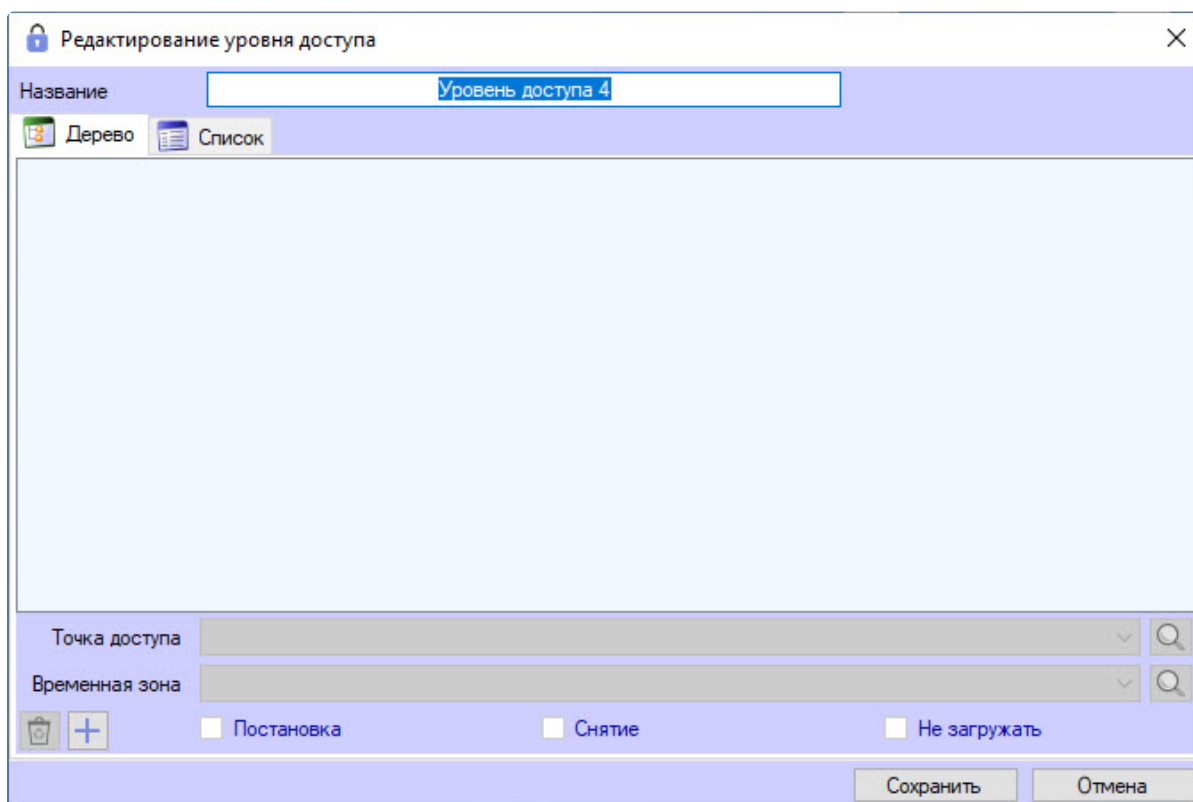 Редактирование уровня доступа
Название Уровень доступа 4
Дерево Список
Точка доступа
Временная зона
Постановка Снятие Не загружать
Сохранить Отмена